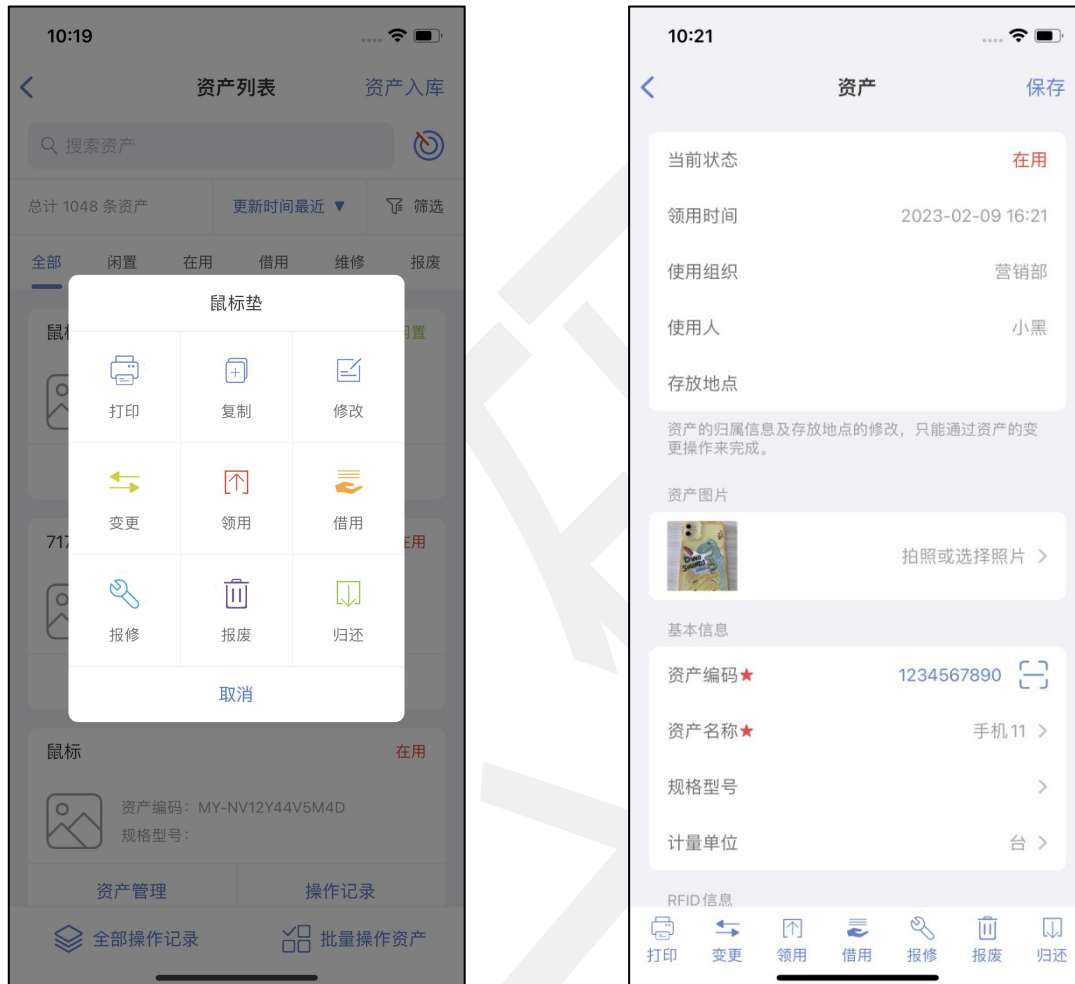 10:19
资产列表
资产入库
搜索资产
总计 1048 条资产
更新时间最近 ▼
筛选
全部
闲置
在用
借用
维修
报废
鼠标垫
打印
复制
修改
变更
领用
借用
报修
报废
归还
取消
717
鼠标
在用
资产编码：MY-NV12Y44V5M4D
规格型号：
资产管理
操作记录
全部操作记录
批量操作资产
10:21
资产
保存
当前状态
在用
领用时间
2023-02-09 16:21
使用组织
营销部
使用人
小黑
存放地点
资产的归属信息及存放地点的修改，只能通过资产的变
更操作来完成。
资产图片
DINO
SOUNDS
拍照或选择照片
基本信息
资产编码★
1234567890
资产名称★
手机11
规格型号
计量单位
台
RFID信息
打印
变更
领用
借用
报修
报废
归还